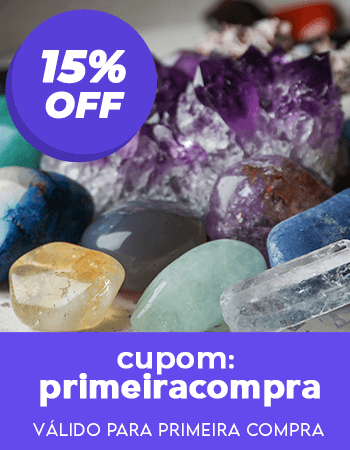 15%
OFF
cupom:
primeiracompra
VÁLIDO PARA PRIMEIRA COMPRA